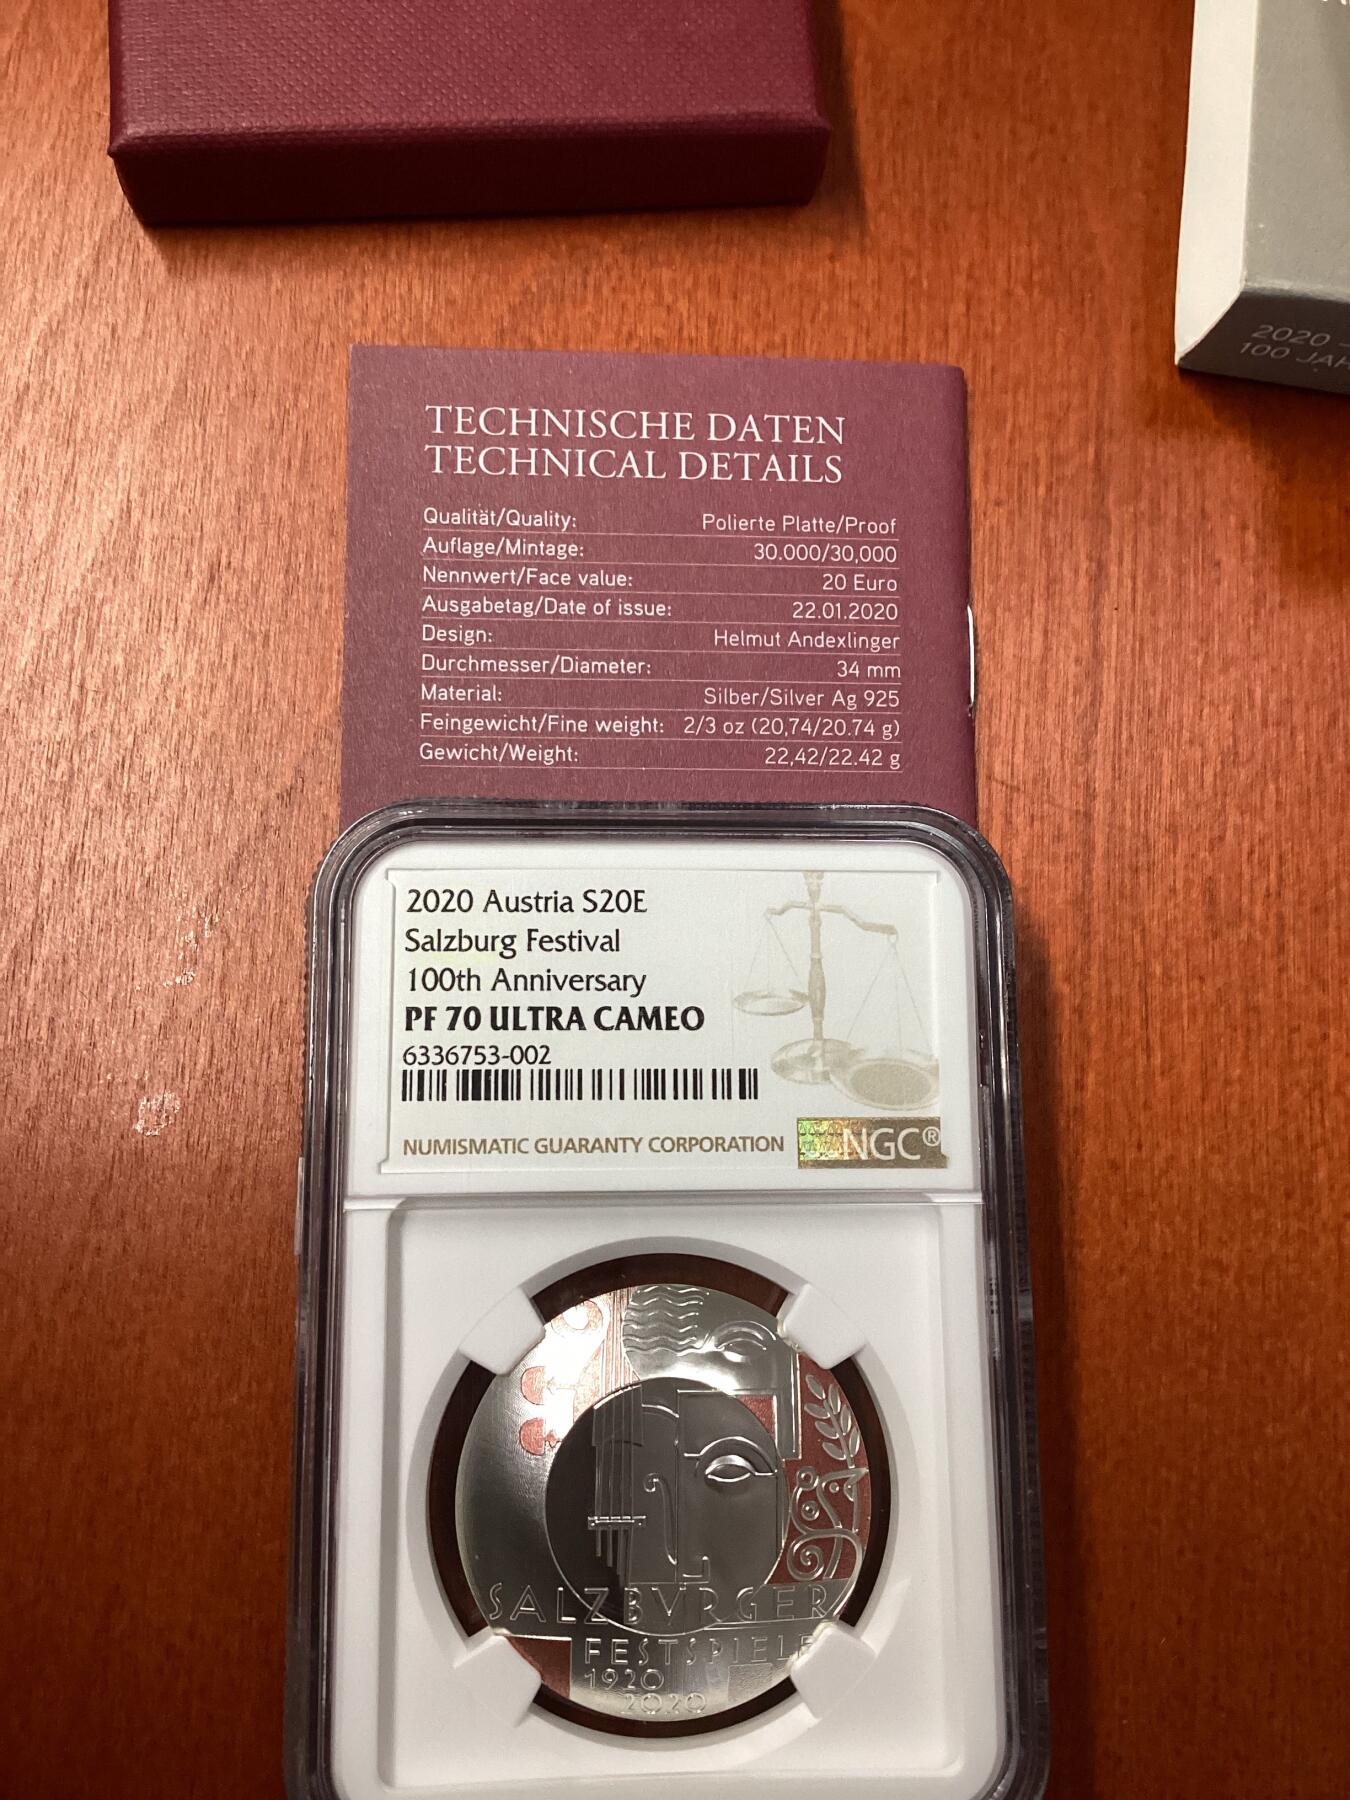 2020 -
100 JAH
TECHNISCHE DATEN
TECHNICAL DETAILS
Qualität/Quality: Polierte Platte/Proof
Auflage/Mintage: 30.000/30,000
Nennwert/Face value: 20 Euro
Ausgabetag/Date of issue: 22.01.2020
Design: Helmut Andexlinger
Durchmesser/Diameter: 34 mm
Material: Silber/Silver Ag 925
Feingewicht/Fine weight: 2/3 oz (20,74/20.74 g)
Gewicht/Weight: 22,42/22.42 g
2020 Austria S20E
Salzburg Festival
100th Anniversary
PF 70 ULTRA CAMEO
6336753-002
NUMISMATIC GUARANTY CORPORATION NGC®
SALZBVRGER
FESTSPIELE
1920
2020